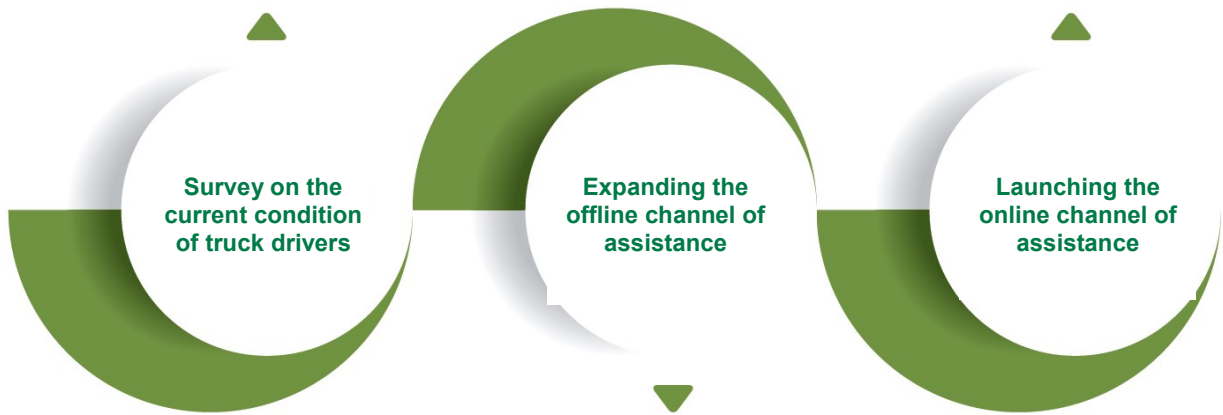 Survey on the
current condition
of truck drivers
Expanding the
offline channel of
assistance
Launching the
online channel of
assistance